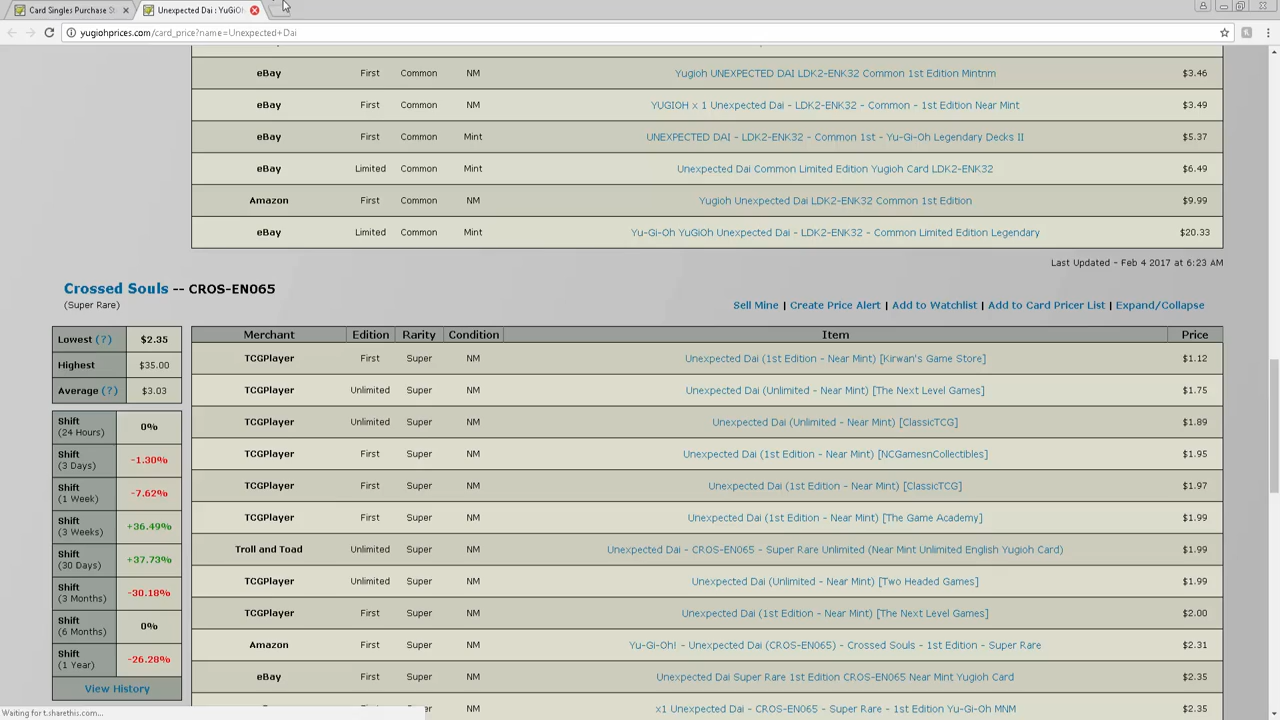 Card Singles Purchase St
Unexpected Dai : YuGiOh
yugiohprices.com/card_price?name=Unexpected+Dai
eBay First Common NM Yugioh UNEXPECTED DAI LDK2-ENK32 Common 1st Edition Mintnm $3.46
eBay First Common NM YUGIOH x 1 Unexpected Dai - LDK2-ENK32 - Common - 1st Edition Near Mint $3.49
eBay First Common Mint UNEXPECTED DAI - LDK2-ENK32 - Common 1st - Yu-Gi-Oh Legendary Decks II $5.37
eBay Limited Common Mint Unexpected Dai Common Limited Edition Yugioh Card LDK2-ENK32 $6.49
Amazon First Common NM Yugioh Unexpected Dai LDK2-ENK32 Common 1st Edition $9.99
eBay Limited Common Mint Yu-Gi-Oh YuGiOh Unexpected Dai - LDK2-ENK32 - Common Limited Edition Legendary $20.33
Last Updated - Feb 4 2017 at 6:23 AM
Crossed Souls -- CROS-EN065
(Super Rare)
Sell Mine | Create Price Alert | Add to Watchlist | Add to Card Pricer List | Expand/Collapse
Lowest (?) $2.35
Highest $35.00
Average (?) $3.03
Shift (24 Hours) 0%
Shift (3 Days) -1.30%
Shift (1 Week) -7.62%
Shift (3 Weeks) +36.49%
Shift (30 Days) +37.73%
Shift (3 Months) -30.18%
Shift (6 Months) 0%
Shift (1 Year) -26.28%
View History
Merchant Edition Rarity Condition Item Price
TCGPlayer First Super NM Unexpected Dai (1st Edition - Near Mint) [Kirwan's Game Store] $1.12
TCGPlayer Unlimited Super NM Unexpected Dai (Unlimited - Near Mint) [The Next Level Games] $1.75
TCGPlayer Unlimited Super NM Unexpected Dai (Unlimited - Near Mint) [ClassicTCG] $1.89
TCGPlayer First Super NM Unexpected Dai (1st Edition - Near Mint) [NCGamesnCollectibles] $1.95
TCGPlayer First Super NM Unexpected Dai (1st Edition - Near Mint) [ClassicTCG] $1.97
TCGPlayer First Super NM Unexpected Dai (1st Edition - Near Mint) [The Game Academy] $1.99
Troll and Toad Unlimited Super NM Unexpected Dai - CROS-EN065 - Super Rare Unlimited (Near Mint Unlimited English Yugioh Card) $1.99
TCGPlayer Unlimited Super NM Unexpected Dai (Unlimited - Near Mint) [Two Headed Games] $1.99
TCGPlayer First Super NM Unexpected Dai (1st Edition - Near Mint) [The Next Level Games] $2.00
Amazon First Super NM Yu-Gi-Oh! - Unexpected Dai (CROS-EN065) - Crossed Souls - 1st Edition - Super Rare $2.31
eBay First Super NM Unexpected Dai Super Rare 1st Edition CROS-EN065 Near Mint Yugioh Card $2.35
eBay First Super NM x1 Unexpected Dai - CROS-EN065 - Super Rare - 1st Edition Yu-Gi-Oh MNM $2.35
Waiting for t.sharethis.com...